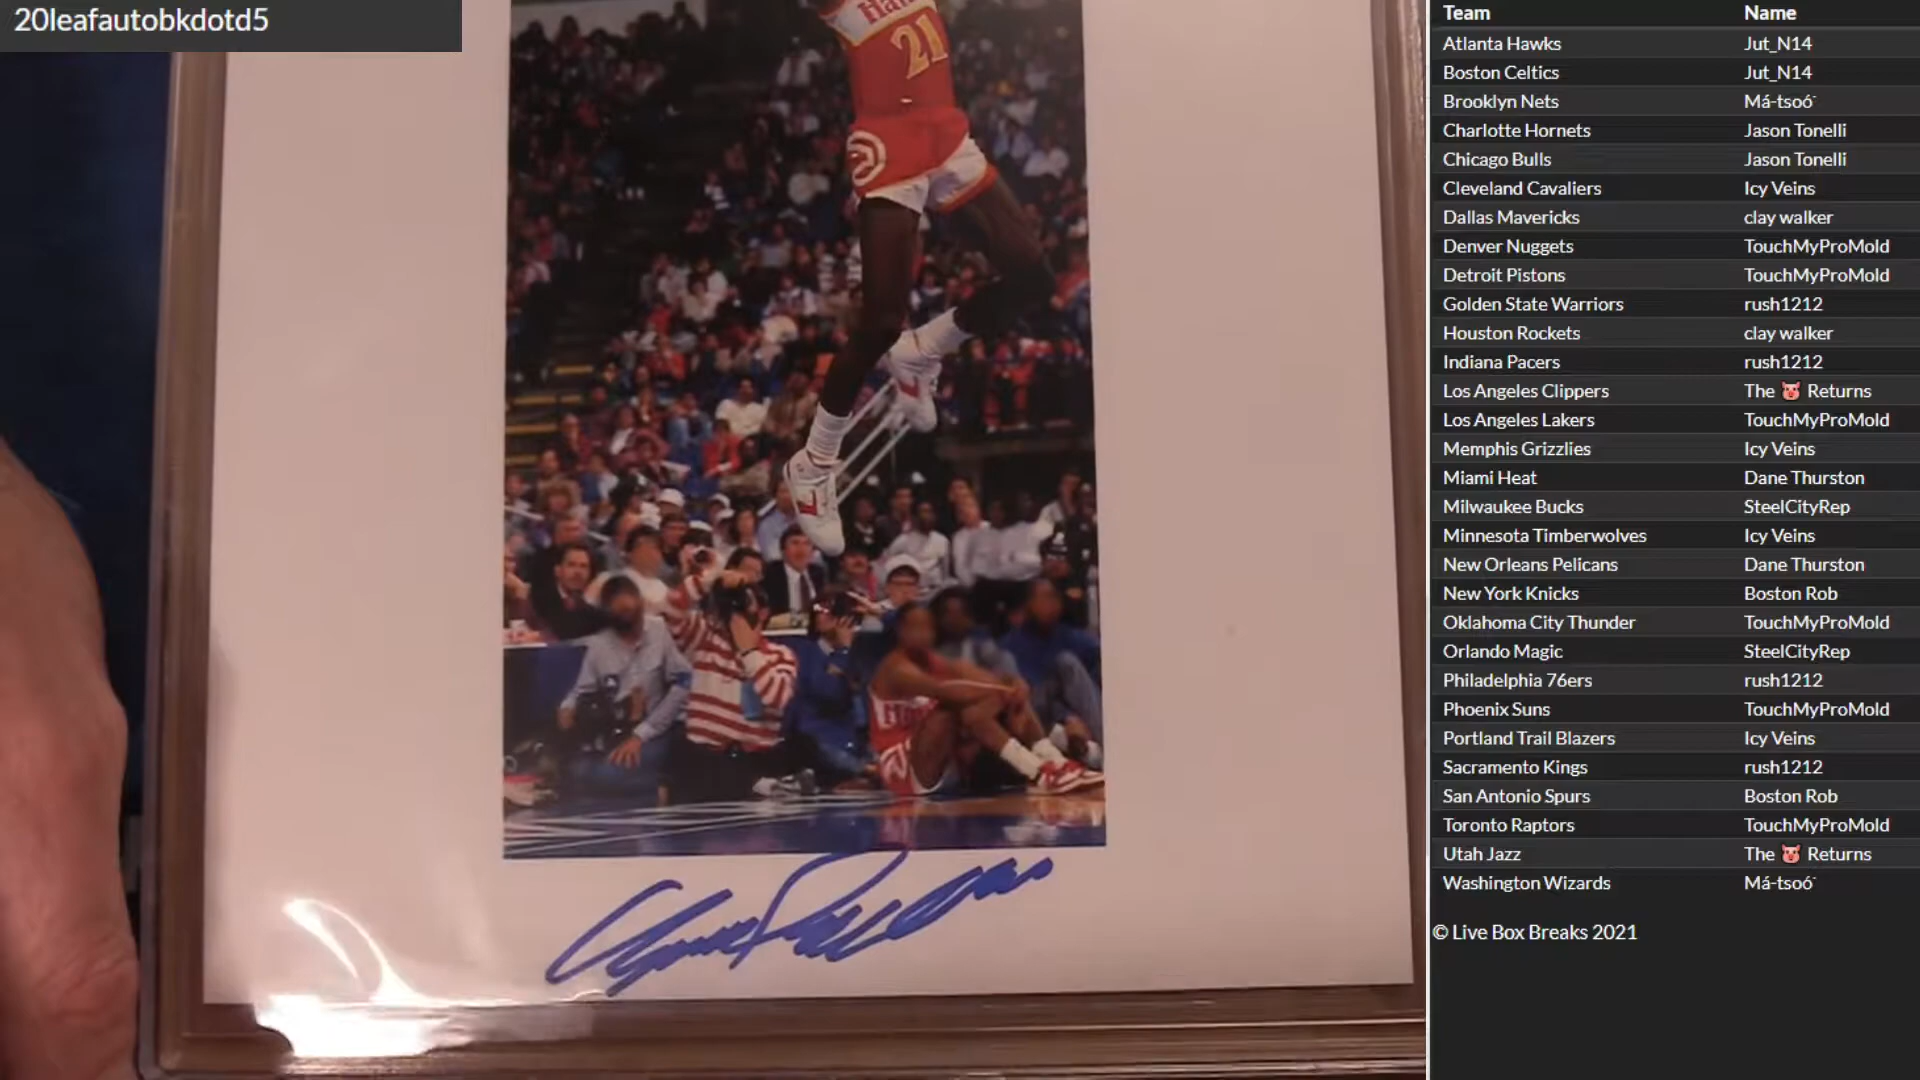 20leafautobkdotd5
21
Team Name
Atlanta Hawks Jut_N14
Boston Celtics Jut_N14
Brooklyn Nets Má-tsoó˙
Charlotte Hornets Jason Tonelli
Chicago Bulls Jason Tonelli
Cleveland Cavaliers Icy Veins
Dallas Mavericks clay walker
Denver Nuggets TouchMyProMold
Detroit Pistons TouchMyProMold
Golden State Warriors rush1212
Houston Rockets clay walker
Indiana Pacers rush1212
Los Angeles Clippers The 🐷 Returns
Los Angeles Lakers TouchMyProMold
Memphis Grizzlies Icy Veins
Miami Heat Dane Thurston
Milwaukee Bucks SteelCityRep
Minnesota Timberwolves Icy Veins
New Orleans Pelicans Dane Thurston
New York Knicks Boston Rob
Oklahoma City Thunder TouchMyProMold
Orlando Magic SteelCityRep
Philadelphia 76ers rush1212
Phoenix Suns TouchMyProMold
Portland Trail Blazers Icy Veins
Sacramento Kings rush1212
San Antonio Spurs Boston Rob
Toronto Raptors TouchMyProMold
Utah Jazz The 🐷 Returns
Washington Wizards Má-tsoó˙
© Live Box Breaks 2021